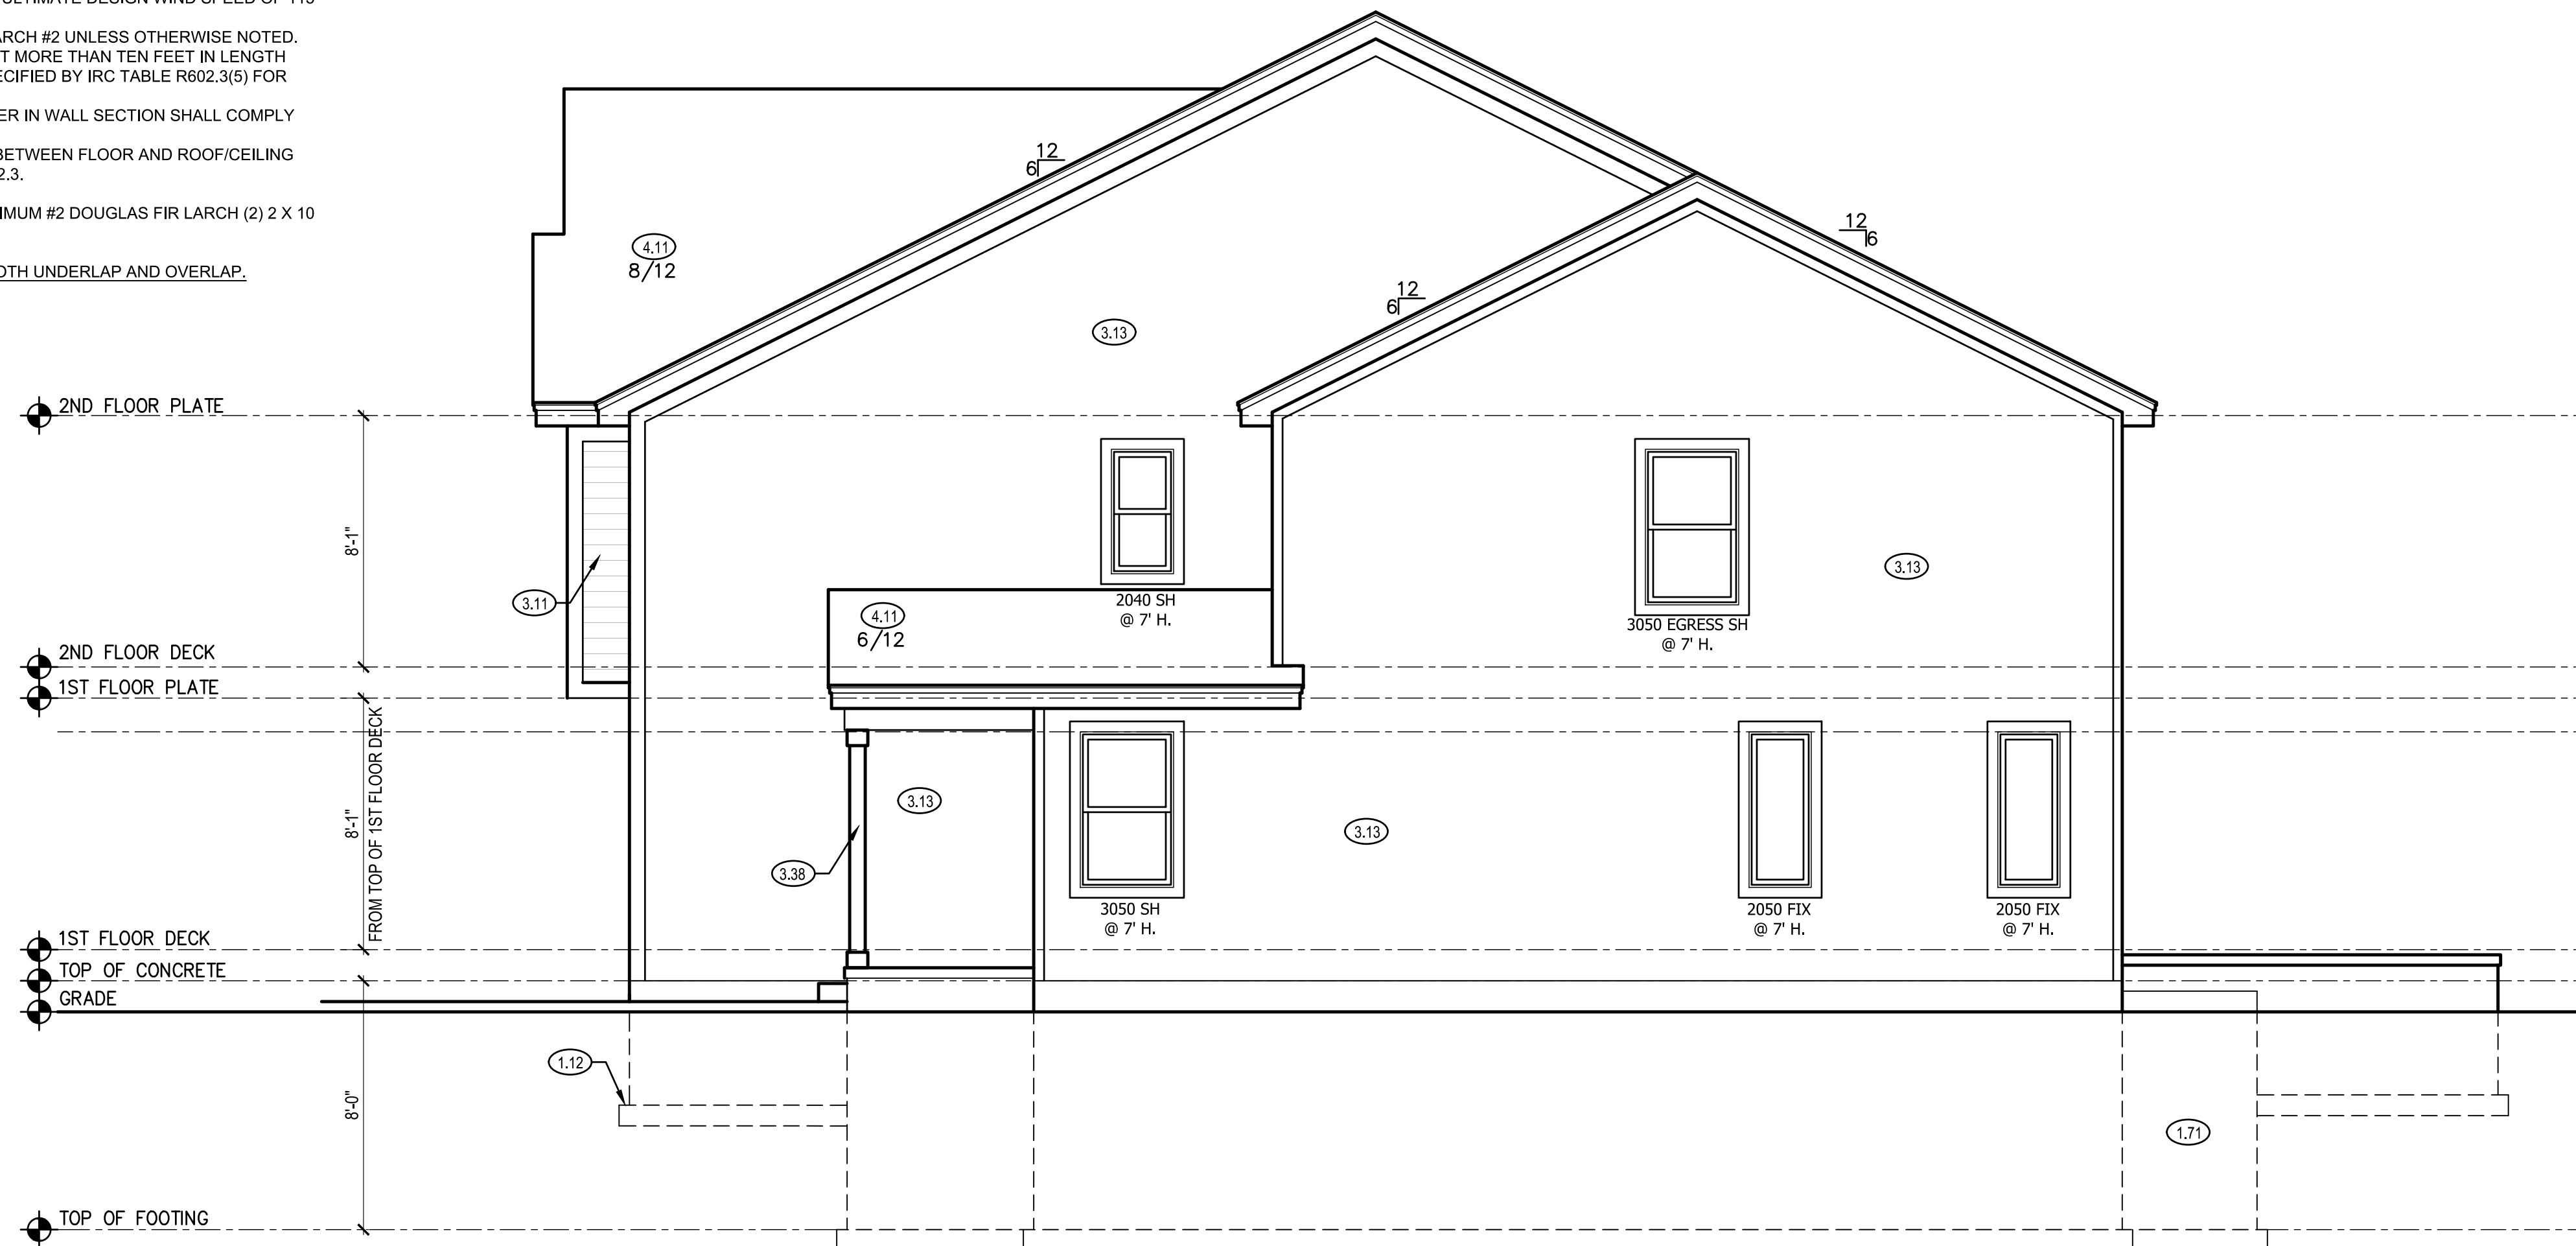 ULTIMATE DESIGN WIND SPEED OF 115
ARCH #2 UNLESS OTHERWISE NOTED.
T MORE THAN TEN FEET IN LENGTH
ECIFIED BY IRC TABLE R602.3(5) FOR
ER IN WALL SECTION SHALL COMPLY
BETWEEN FLOOR AND ROOF/CEILING
2.3.
IMUM #2 DOUGLAS FIR LARCH (2) 2 X 10
OTH UNDERLAP AND OVERLAP.
12
6
12
6
12
6
4.11
8/12
3.13
2ND FLOOR PLATE
8'-1"
3.11
3.13
2040 SH
@ 7' H.
4.11
6/12
3050 EGRESS SH
@ 7' H.
2ND FLOOR DECK
1ST FLOOR PLATE
8'-1"
FROM TOP OF 1ST FLOOR DECK
3.13
3.13
3.38
3050 SH
@ 7' H.
2050 FIX
@ 7' H.
2050 FIX
@ 7' H.
1ST FLOOR DECK
TOP OF CONCRETE
GRADE
1.12
8'-0"
1.71
TOP OF FOOTING